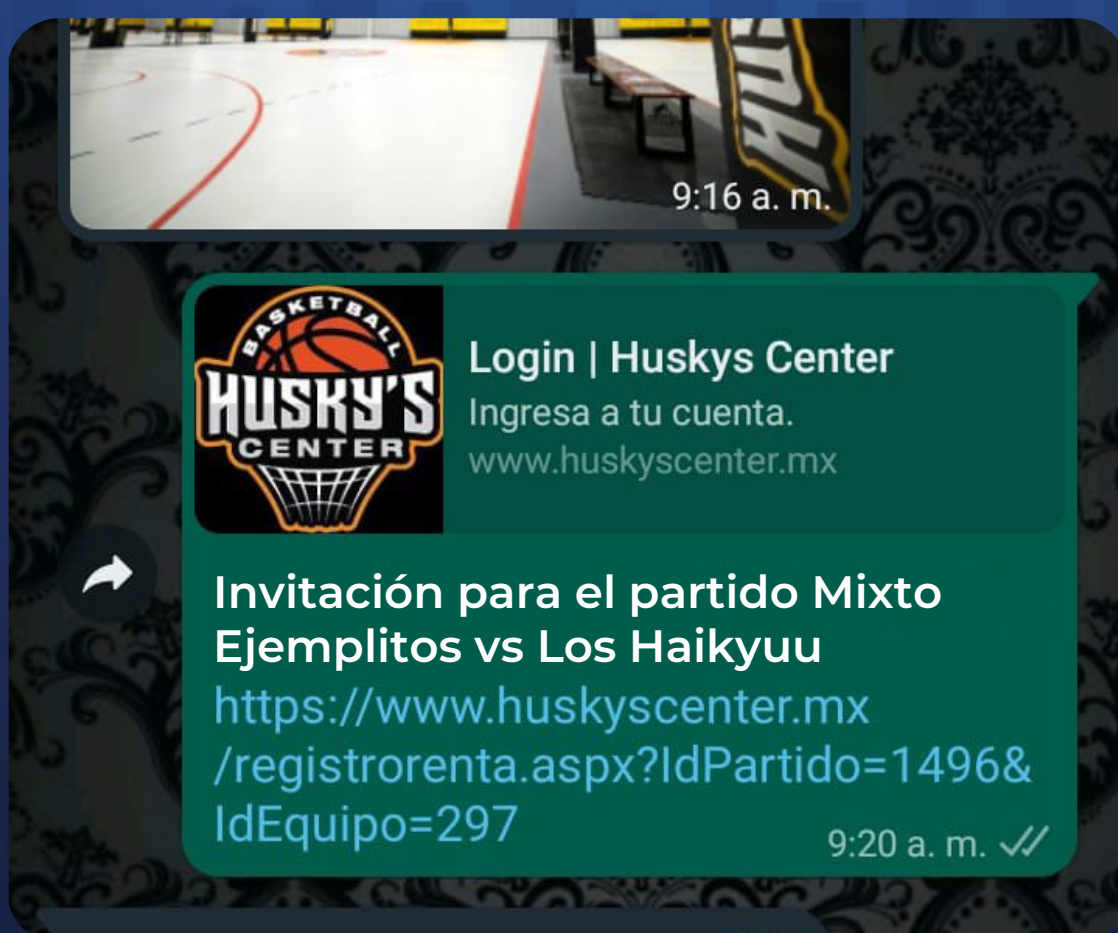 HUS
9:16 a. m.
BASKETBALL
HUSKY'S
CENTER
Login | Huskys Center
Ingresa a tu cuenta.
www.huskyscenter.mx
Invitación para el partido Mixto
Ejemplitos vs Los Haikyuu
https://www.huskyscenter.mx
/registrorenta.aspx?IdPartido=1496&
IdEquipo=297
9:20 a. m.